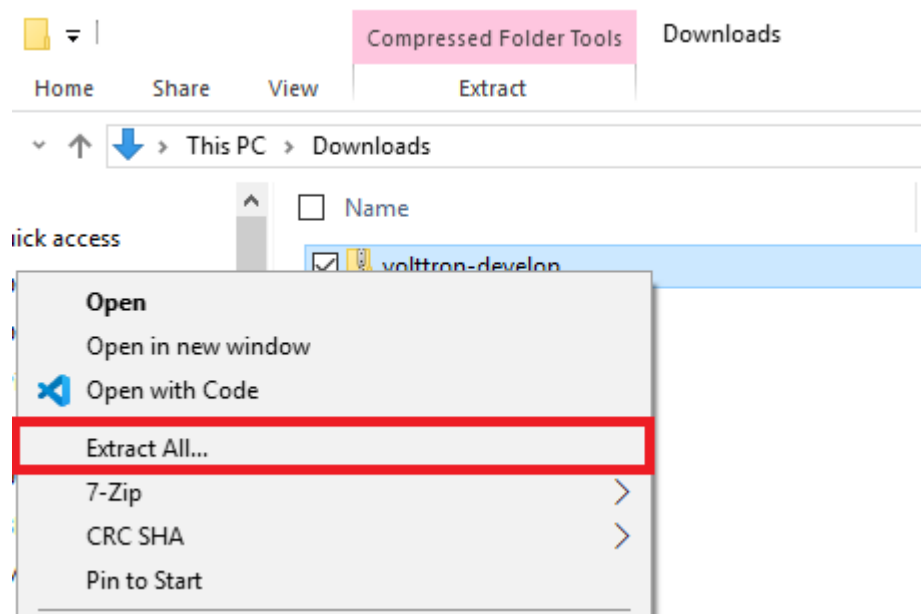 Compressed Folder Tools
Downloads
Home Share View Extract
This PC > Downloads
Name
uick access
volttron-develop
Open
Open in new window
Open with Code
Extract All...
7-Zip
CRC SHA
Pin to Start